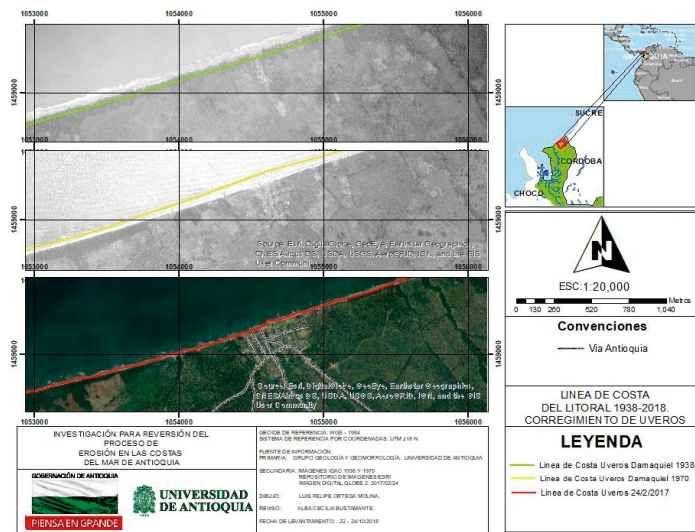 1053000
1054000
1055000
1056000
1459000
1459000
1459000
1459000
Source: Esri, DigitalGlobe, GeoEye, Earthstar Geographics,
CNES/Airbus DS, USDA, USGS, AeroGRID, IGN, and the GIS
User Community
1053000
1054000
1055000
1056000
1459000
1459000
Source: Esri, DigitalGlobe, GeoEye, Earthstar Geographics,
CNES/Airbus DS, USDA, USGS, AeroGRID, IGN, and the GIS
User Community
1053000
1054000
1055000
1056000
QUIA
SUCRE
CORDOBA
CHOCO
N
ESC:1:20,000
0 130 260 520 780 1,040
Metros
Convenciones
Via Antioquia
LINEA DE COSTA
DEL LITORAL 1938-2018.
CORREGIMIENTO DE UVEROS
LEYENDA
Linea de Costa Uveros Damaquiel 1938
Linea de Costa Uveros Damaquiel 1970
Linea de Costa Uveros 24/2/2017
INVESTIGACIÓN PARA REVERSIÓN DEL
PROCESO DE
EROSIÓN EN LAS COSTAS
DEL MAR DE ANTIOQUIA
GOBERNACIÓN DE ANTIOQUIA
PIENSA EN GRANDE
UNIVERSIDAD
DE ANTIOQUIA
GEOIDE DE REFERENCIA, WGS - 1984
SISTEMA DE REFERENCIA POR COORDENADAS: UTM z18 N
FUENTE DE INFORMACIÓN:
PRIMARIA: GRUPO GEOLOGÍA Y GEOMORFOLOGÍA. UNIVERSIDAD DE ANTIOQUIA
SECUNDARIA: IMÁGENES IGAC 1938 Y 1970
REPOSITORIO DE IMAGENES ESRI
IMAGEN DIGITAL GLOBE 2. 2017/02/24
DIBUJO: LUIS FELIPE ORTEGA MOLINA.
REVISO: ALBA CECILIA BUSTAMANTE.
FECHA DE LEVANTAMIENTO: : 22 - 24/10/2018